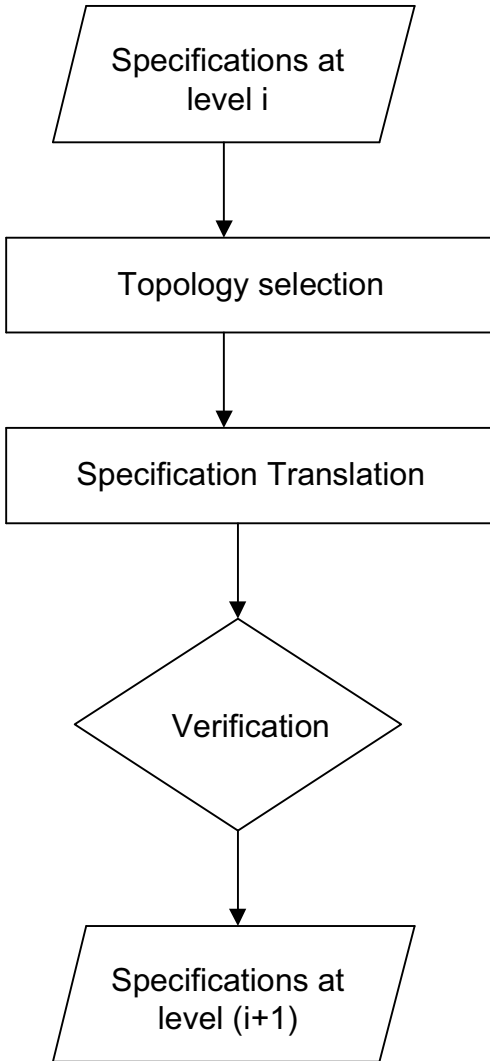 Specifications at
level i
Topology selection
Specification Translation
Verification
Specifications at
level (i+1)